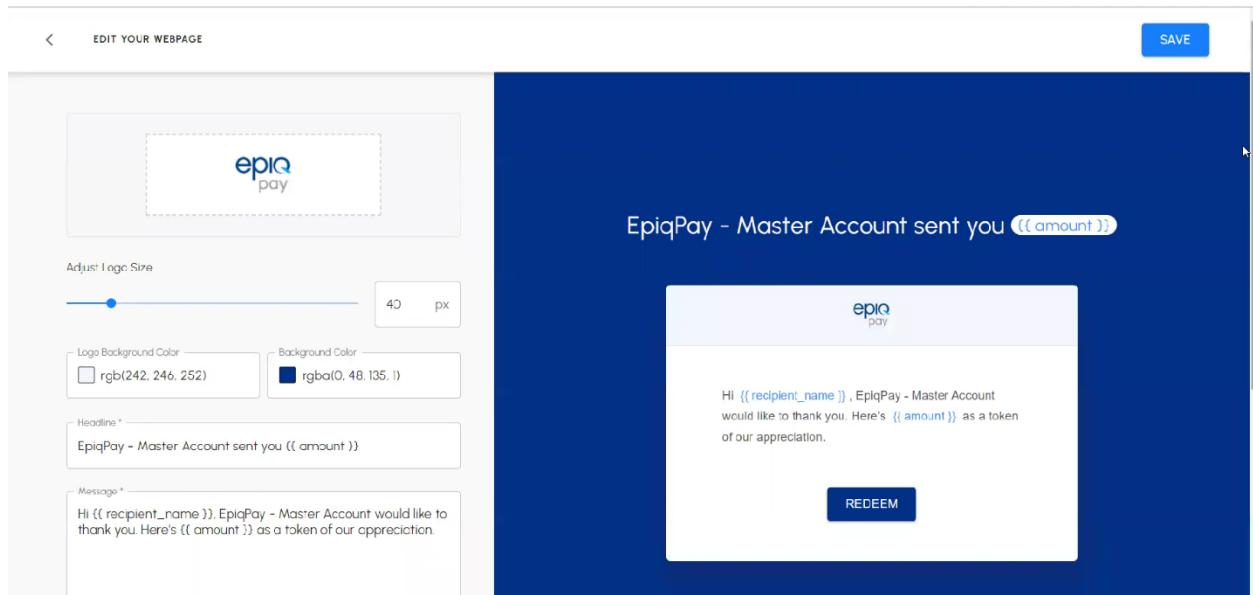 EDIT YOUR WEBPAGE
SAVE
epiq
pay
Adjust Logo Size
40 px
Logo Background Color
rgb(242, 246, 252)
Background Color
rgba(0, 48, 135, 1)
Headline *
EpiqPay - Master Account sent you {{ amount }}
Message *
Hi {{ recipient_name }}, EpiqPay - Master Account would like to
thank you. Here's {{ amount }} as a token of our appreciation.
EpiqPay - Master Account sent you {{ amount }}
epiq
pay
Hi {{ recipient_name }} , EpiqPay - Master Account
would like to thank you. Here's {{ amount }} as a token
of our appreciation.
REDEEM